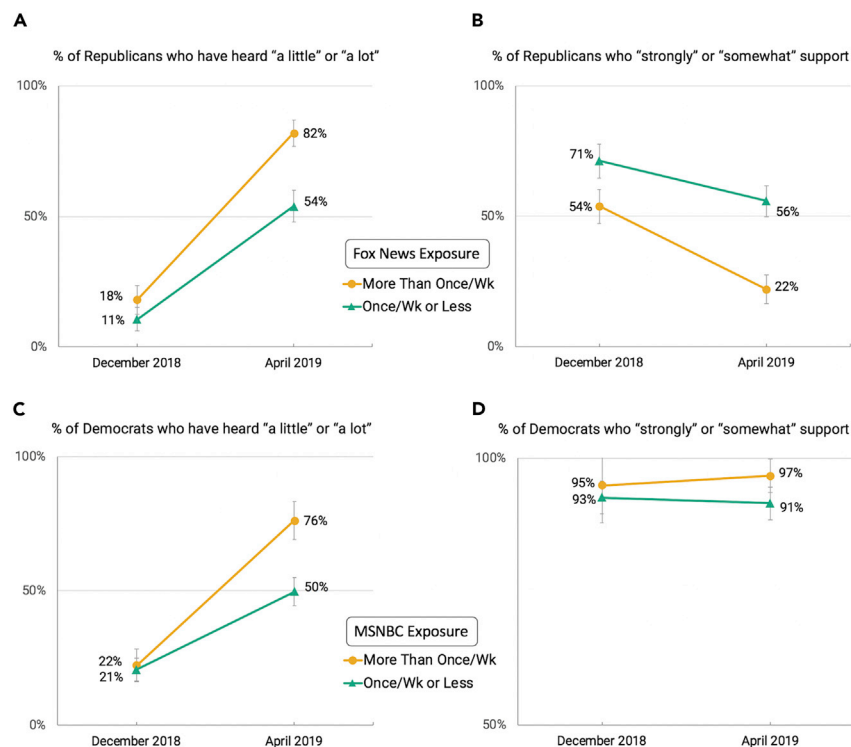 A
% of Republicans who have heard “a little” or “a lot”
100%
82%
54%
50%
18%
11%
0%
December 2018 April 2019
B
% of Republicans who “strongly” or “somewhat” support
100%
71%
56%
54%
50%
22%
0%
December 2018 April 2019
Fox News Exposure
More Than Once/Wk
Once/Wk or Less
C
% of Democrats who have heard “a little” or “a lot”
100%
76%
50%
50%
22%
21%
0%
December 2018 April 2019
D
% of Democrats who “strongly” or “somewhat” support
100%
97%
95%
93%
91%
50%
December 2018 April 2019
MSNBC Exposure
More Than Once/Wk
Once/Wk or Less